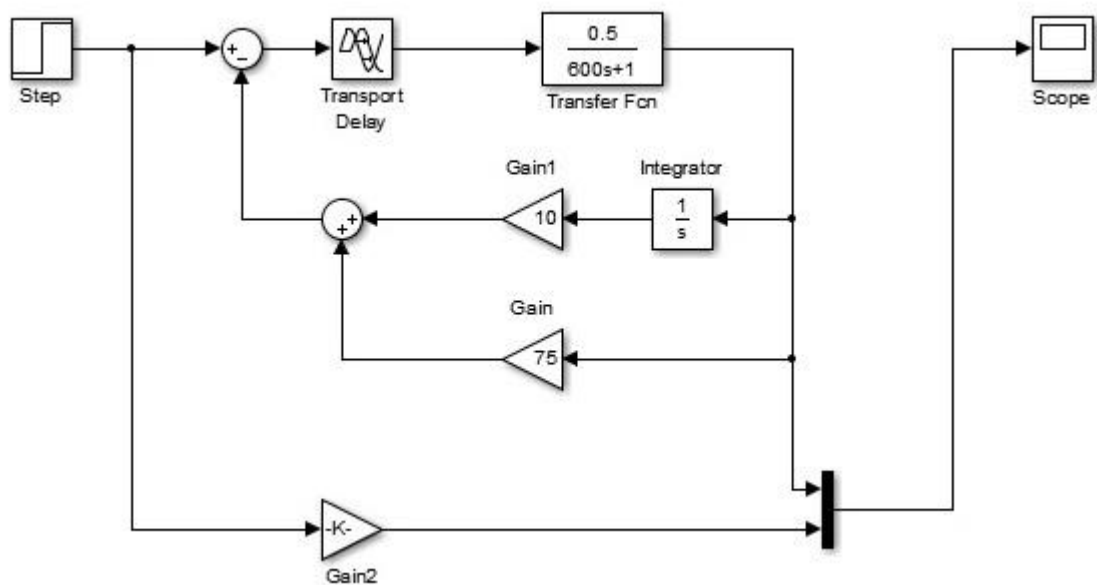 Step
+
−
Transport
Delay
0.5
600s+1
Transfer Fcn
Scope
Gain1
10
Integrator
1
s
+
+
Gain
75
-K-
Gain2